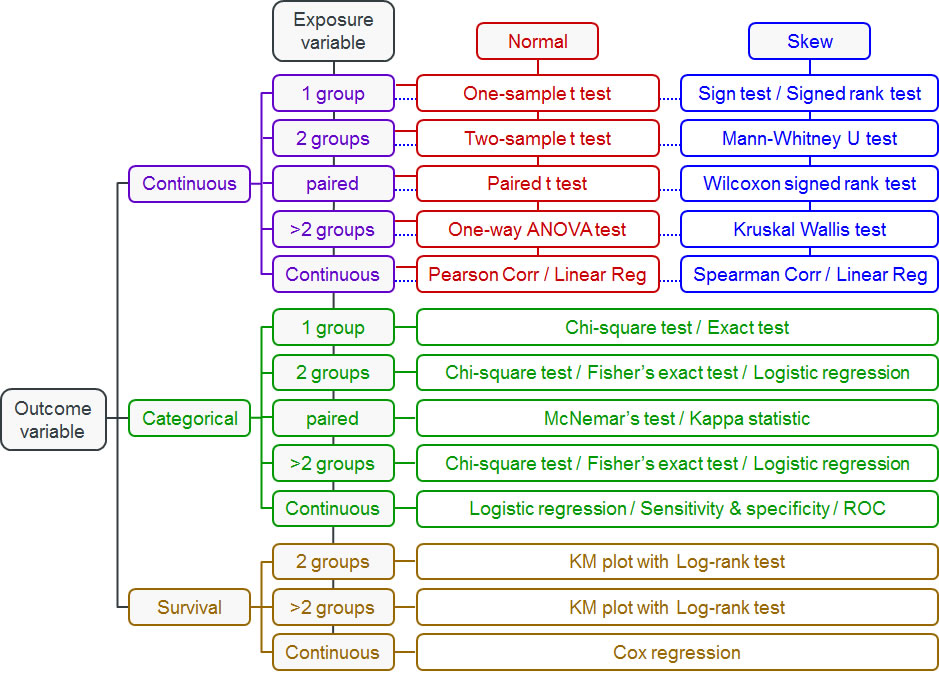 Exposure
variable
Normal
Skew
1 group
One-sample t test
Sign test / Signed rank test
2 groups
Two-sample t test
Mann-Whitney U test
Continuous
paired
Paired t test
Wilcoxon signed rank test
>2 groups
One-way ANOVA test
Kruskal Wallis test
Continuous
Pearson Corr / Linear Reg
Spearman Corr / Linear Reg
1 group
Chi-square test / Exact test
2 groups
Chi-square test / Fisher’s exact test / Logistic regression
Outcome
variable
Categorical
paired
McNemar’s test / Kappa statistic
>2 groups
Chi-square test / Fisher’s exact test / Logistic regression
Continuous
Logistic regression / Sensitivity & specificity / ROC
2 groups
KM plot with Log-rank test
Survival
>2 groups
KM plot with Log-rank test
Continuous
Cox regression